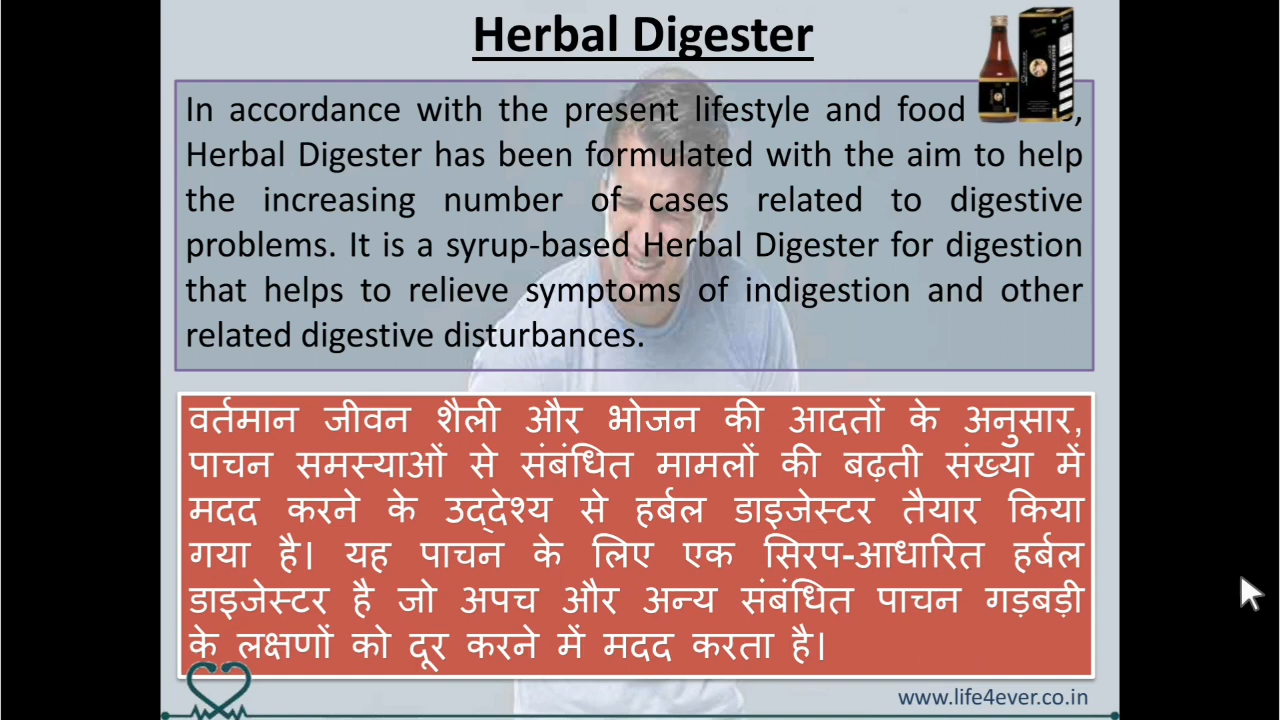 Herbal Digester
In accordance with the present lifestyle and food
Herbal Digester has been formulated with the aim to help
the increasing number of cases related to digestive
problems. It is a syrup-based Herbal Digester for digestion
that helps to relieve symptoms of indigestion and other
related digestive disturbances.
वर्तमान जीवन शैली और भोजन की आदतों के अनुसार,
पाचन समस्याओं से संबंधित मामलों की बढ़ती संख्या में
मदद करने के उद्देश्य से हर्बल डाइजेस्टर तैयार किया
गया है। यह पाचन के लिए एक सिरप-आधारित हर्बल
डाइजेस्टर है जो अपच और अन्य संबंधित पाचन गड़बड़ी
के लक्षणों को दूर करने में मदद करता है।
www.life4ever.co.in